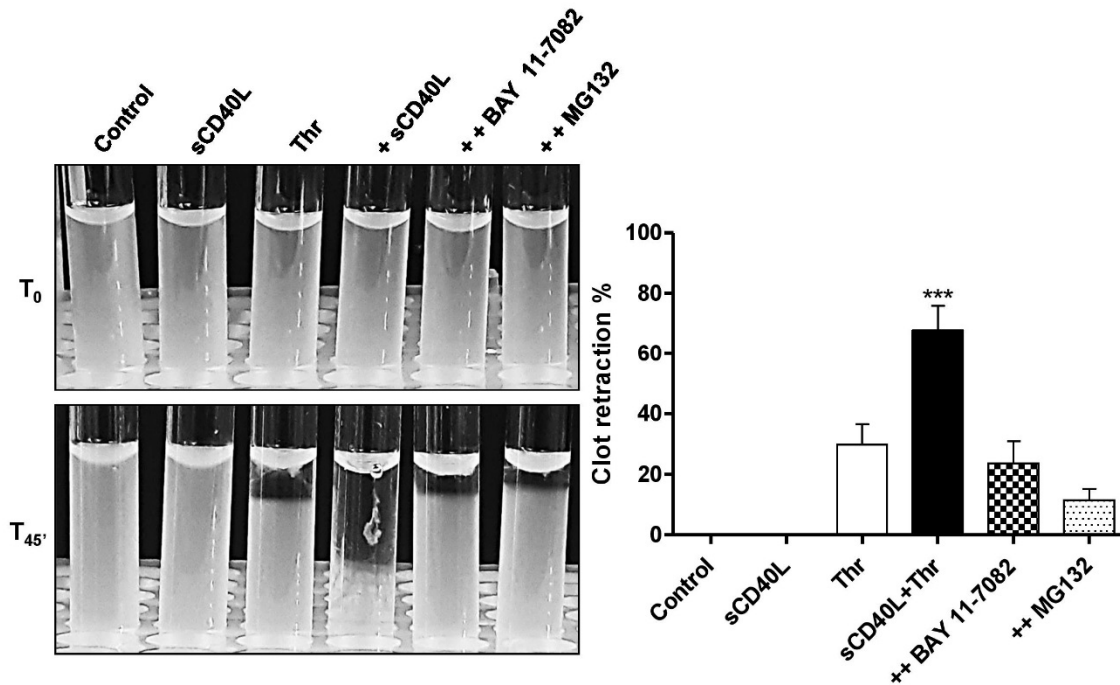 Control
sCD40L
Thr
+ sCD40L
++ BAY 11-7082
++ MG132
T0
T45'
Clot retraction %
100
80
60
40
20
0
***
Control
sCD40L
Thr
sCD40L+Thr
++ BAY 11-7082
++ MG132